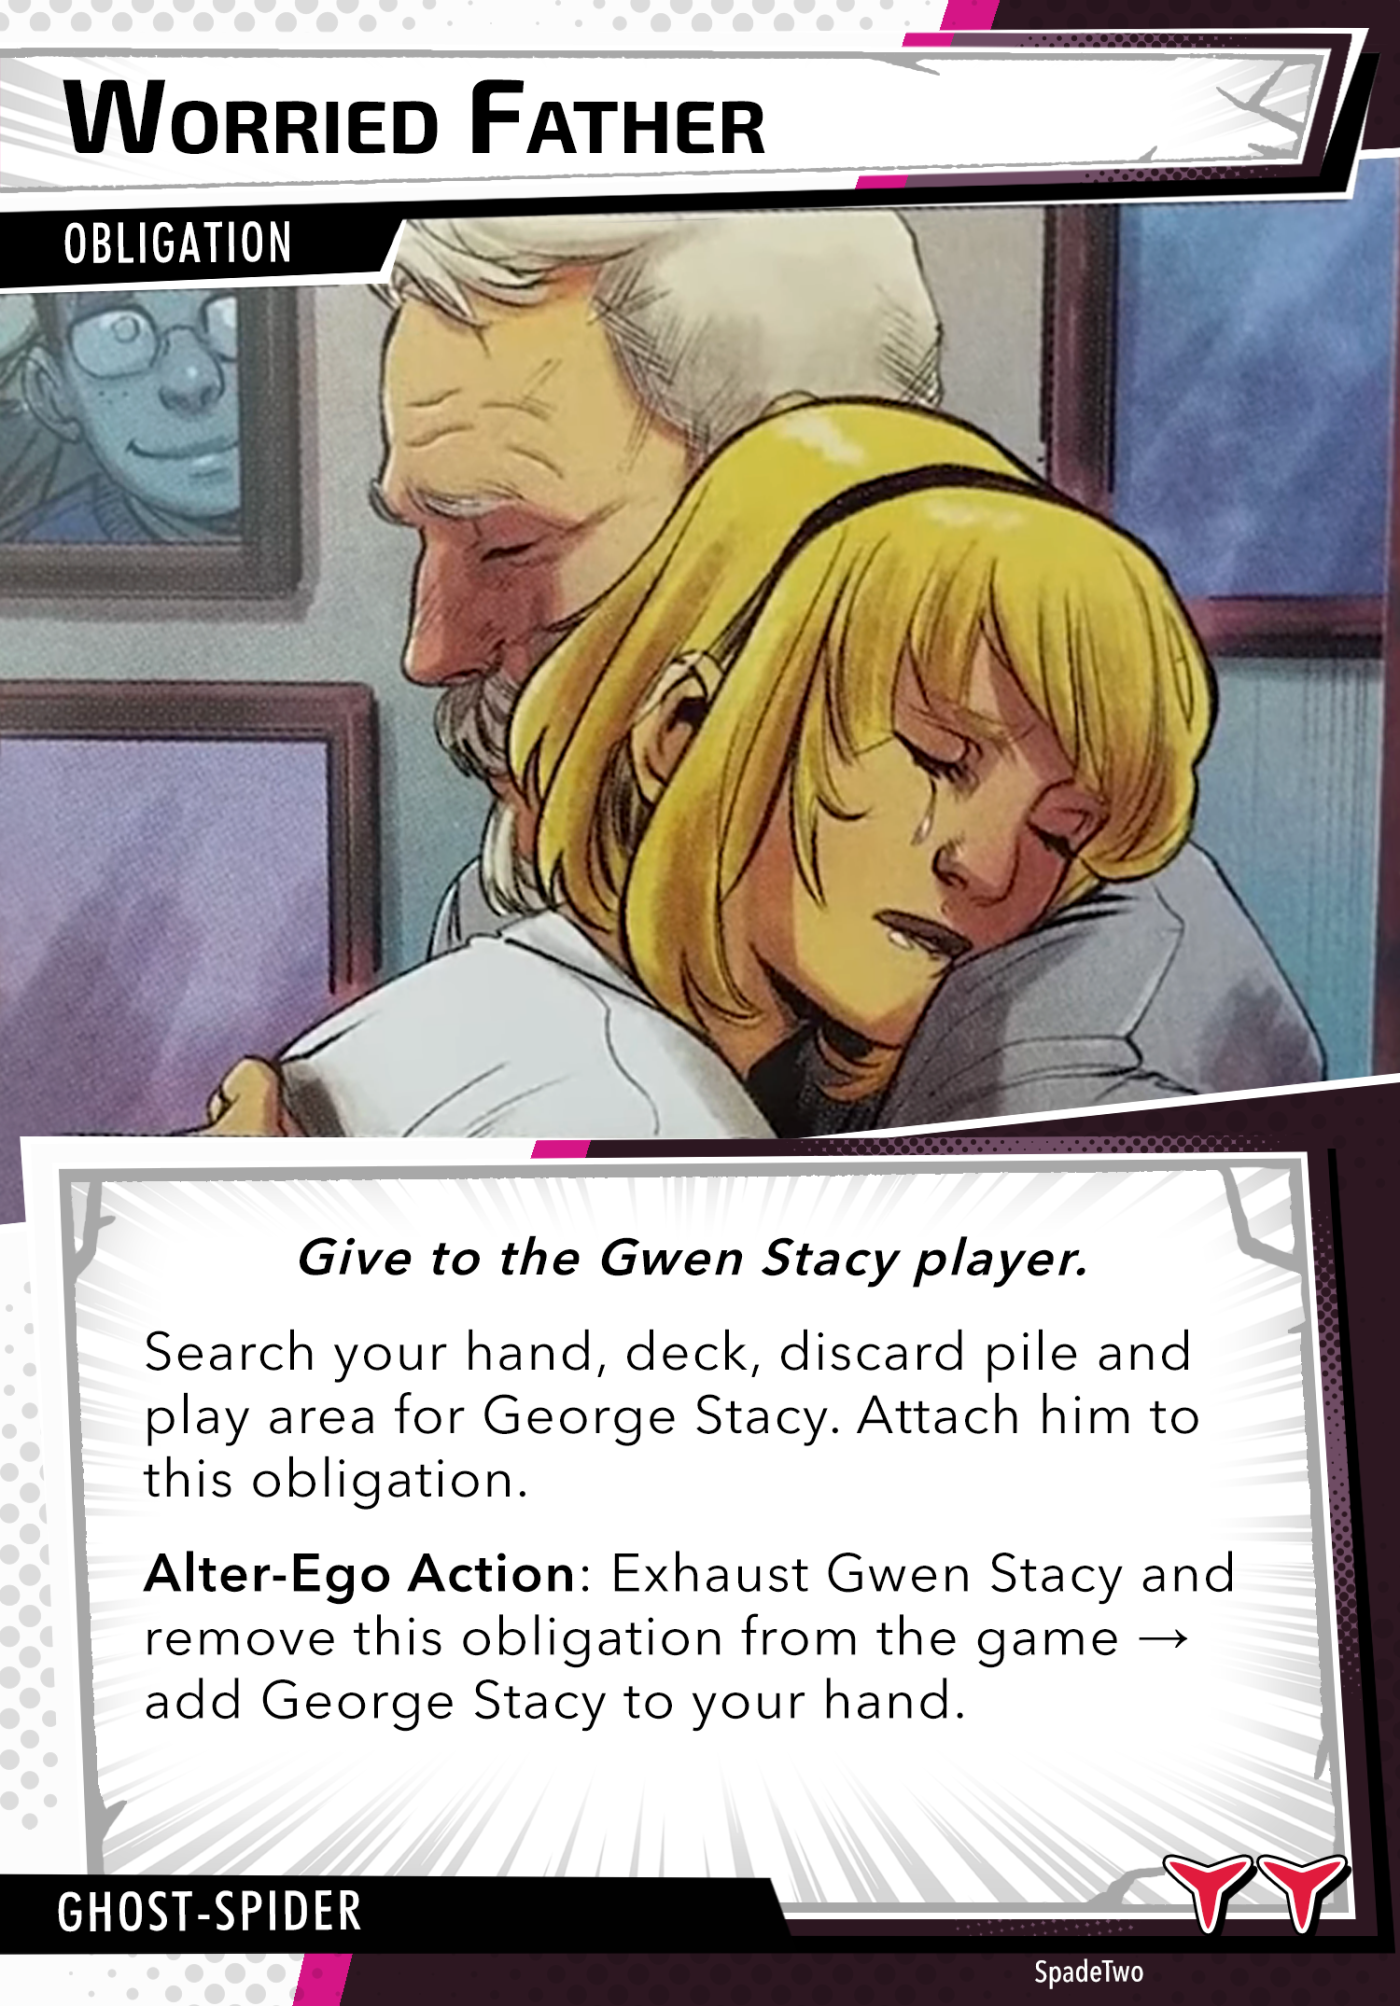 WORRIED FATHER
OBLIGATION
Give to the Gwen Stacy player.
Search your hand, deck, discard pile and
play area for George Stacy. Attach him to
this obligation.
Alter-Ego Action: Exhaust Gwen Stacy and
remove this obligation from the game →
add George Stacy to your hand.
GHOST-SPIDER
SpadeTwo